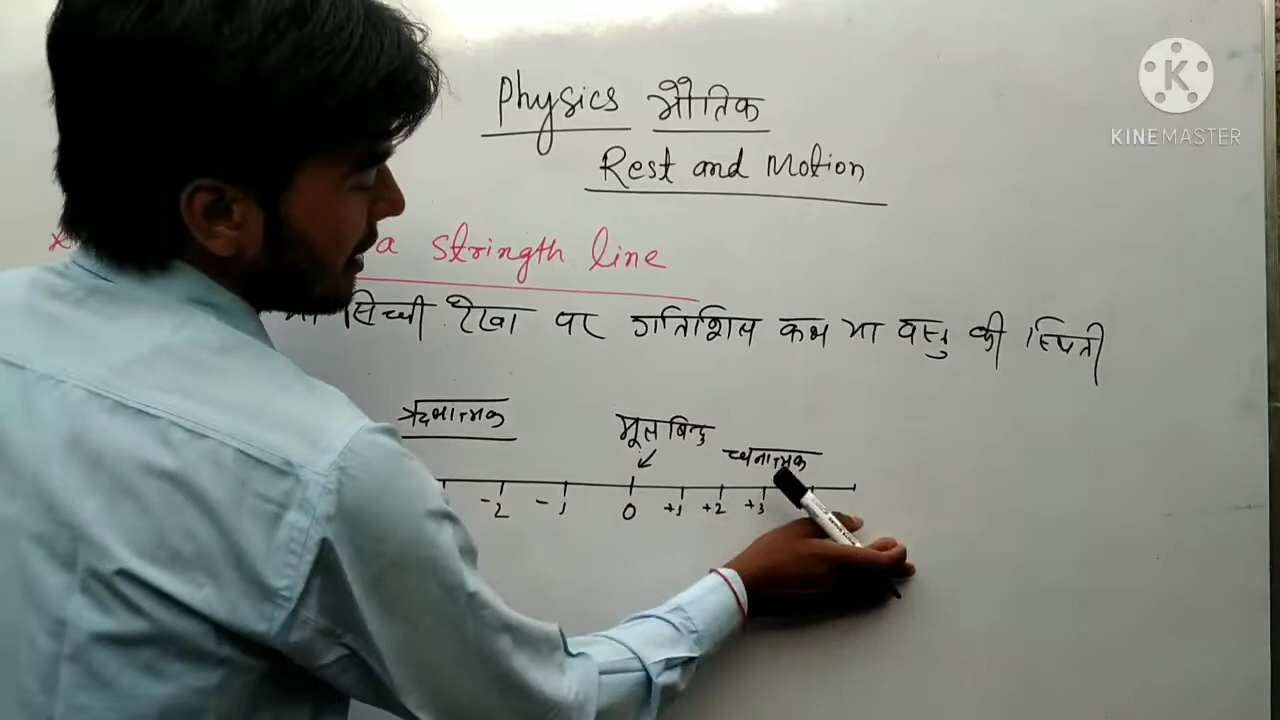 Physics भौतिक
Rest and Motion
a strength line
सिध्धी रेखा पर गतिशिल कण या वस्तु की स्थिती
ऋणात्मक
मूल बिन्दु
धनात्मक
-2 -1 0 +1 +2 +3
K
KINEMASTER